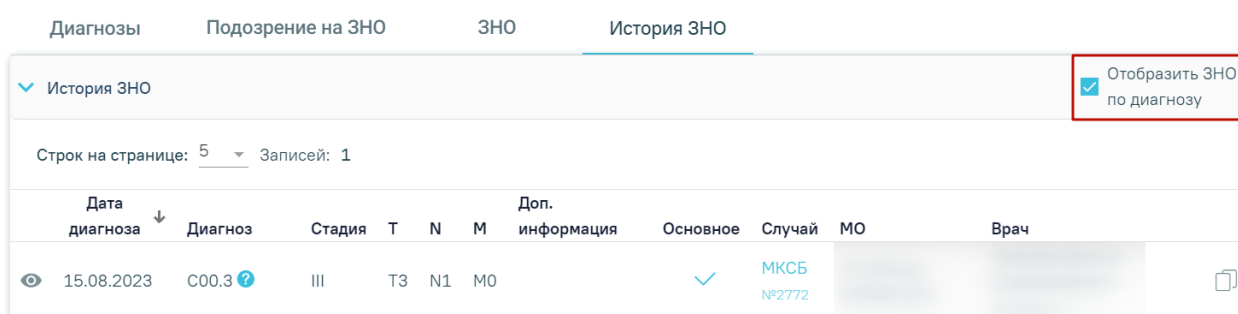 Диагнозы Подозрение на ЗНО ЗНО История ЗНО
История ЗНО
Отобразить ЗНО
по диагнозу
Строк на странице: 5 Записей: 1
Дата
диагноза Диагноз Стадия T N M Доп.
информация Основное Случай МО Врач
15.08.2023 C00.3 ? III T3 N1 M0 МКСБ
№2772